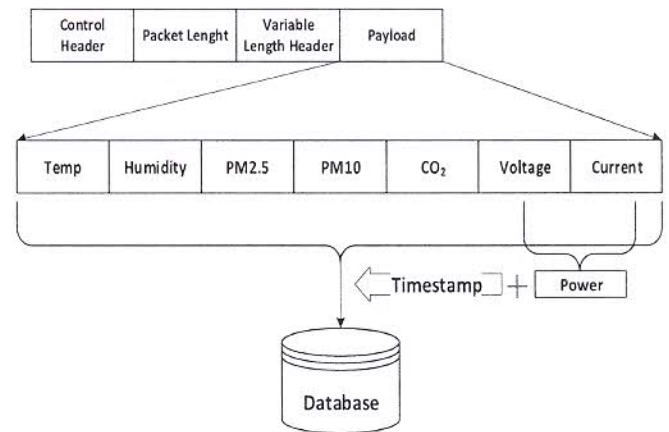 Control Header
Packet Lenght
Variable Length Header
Payload
Temp
Humidity
PM2.5
PM10
CO₂
Voltage
Current
Timestamp + Power
Database